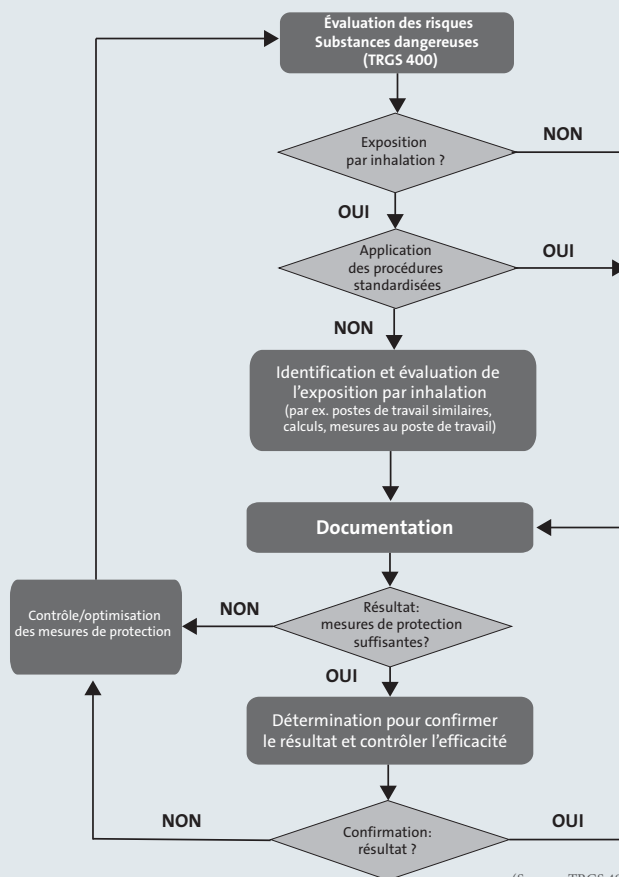 Évaluation des risques
Substances dangereuses
(TRGS 400)
Exposition
par inhalation ?
NON
OUI
Application
des procédures
standardisées
OUI
NON
Identification et évaluation de
l'exposition par inhalation
(par ex. postes de travail similaires,
calculs, mesures au poste de travail)
Documentation
Contrôle/optimisation
des mesures de protection
NON
Résultat:
mesures de protection
suffisantes?
OUI
Détermination pour confirmer
le résultat et contrôler l'efficacité
NON
Confirmation:
résultat ?
OUI